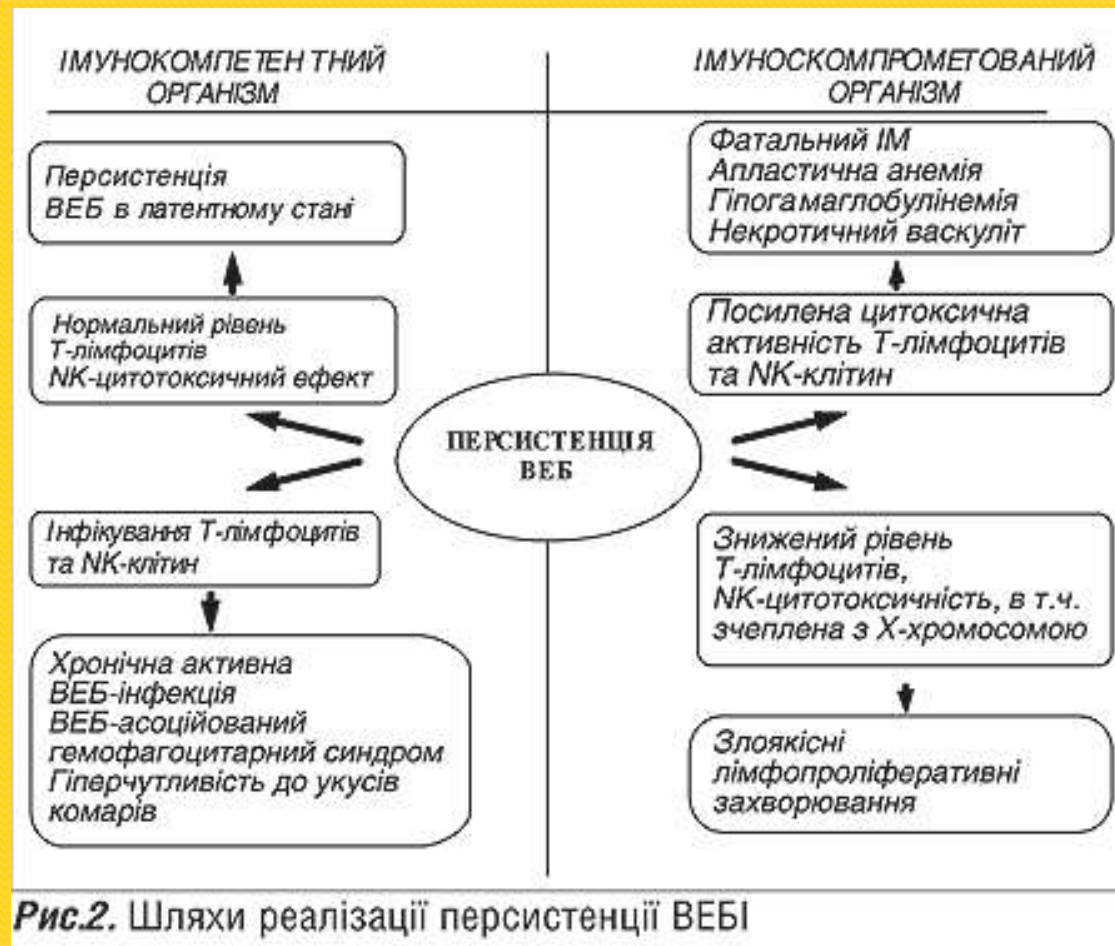 ІМУНОКОМПЕТЕНТНИЙ
ОРГАНІЗМ
ІМУНОСКОМПРОМЕТОВАНИЙ
ОРГАНІЗМ
Персистенція
ВЕБ в латентному стані
Нормальний рівень
Т-лімфоцитів
NK-цитотоксичний ефект
Інфікування Т-лімфоцитів
та NK-клітин
Хронічна активна
ВЕБ-інфекція
ВЕБ-асоційований
гемофагоцитарний синдром
Гіперчутливість до укусів
комарів
ПЕРСИСТЕНЦІЯ
ВЕБ
Фатальний ІМ
Апластична анемія
Гіпогамаглобулінемія
Некротичний васкуліт
Посилена цитоксична
активність Т-лімфоцитів
та NK-клітин
Знижений рівень
Т-лімфоцитів,
NK-цитотоксичність, в т.ч.
зчеплена з Х-хромосомою
Злоякісні
лімфопроліферативні
захворювання
Рис.2. Шляхи реалізації персистенції ВЕБІ